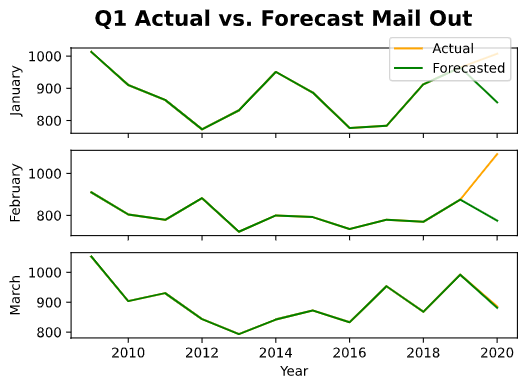 Q1 Actual vs. Forecast Mail Out
Actual
Forecasted
January
1000
900
800
February
1000
800
March
1000
900
800
2010 2012 2014 2016 2018 2020
Year